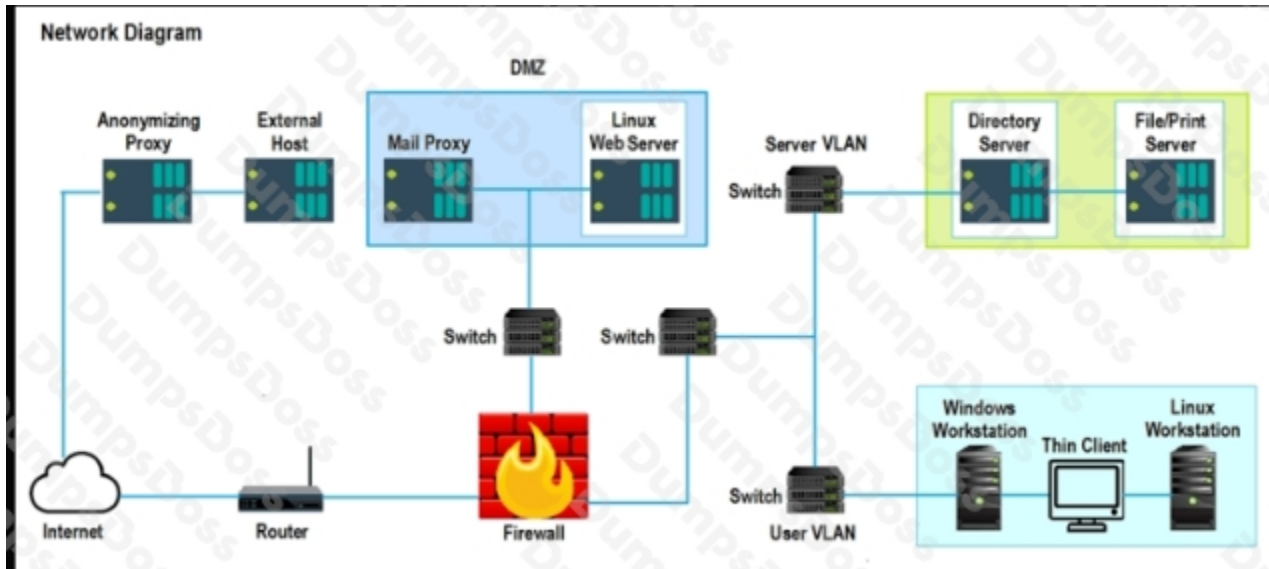 Network Diagram
DMZ
Anonymizing
Proxy
External
Host
Mail Proxy
Linux
Web Server
Server VLAN
Directory
Server
File/Print
Server
Switch
Switch
Switch
Windows
Workstation
Thin Client
Linux
Workstation
Switch
Internet
Router
Firewall
User VLAN
DumpsDoss